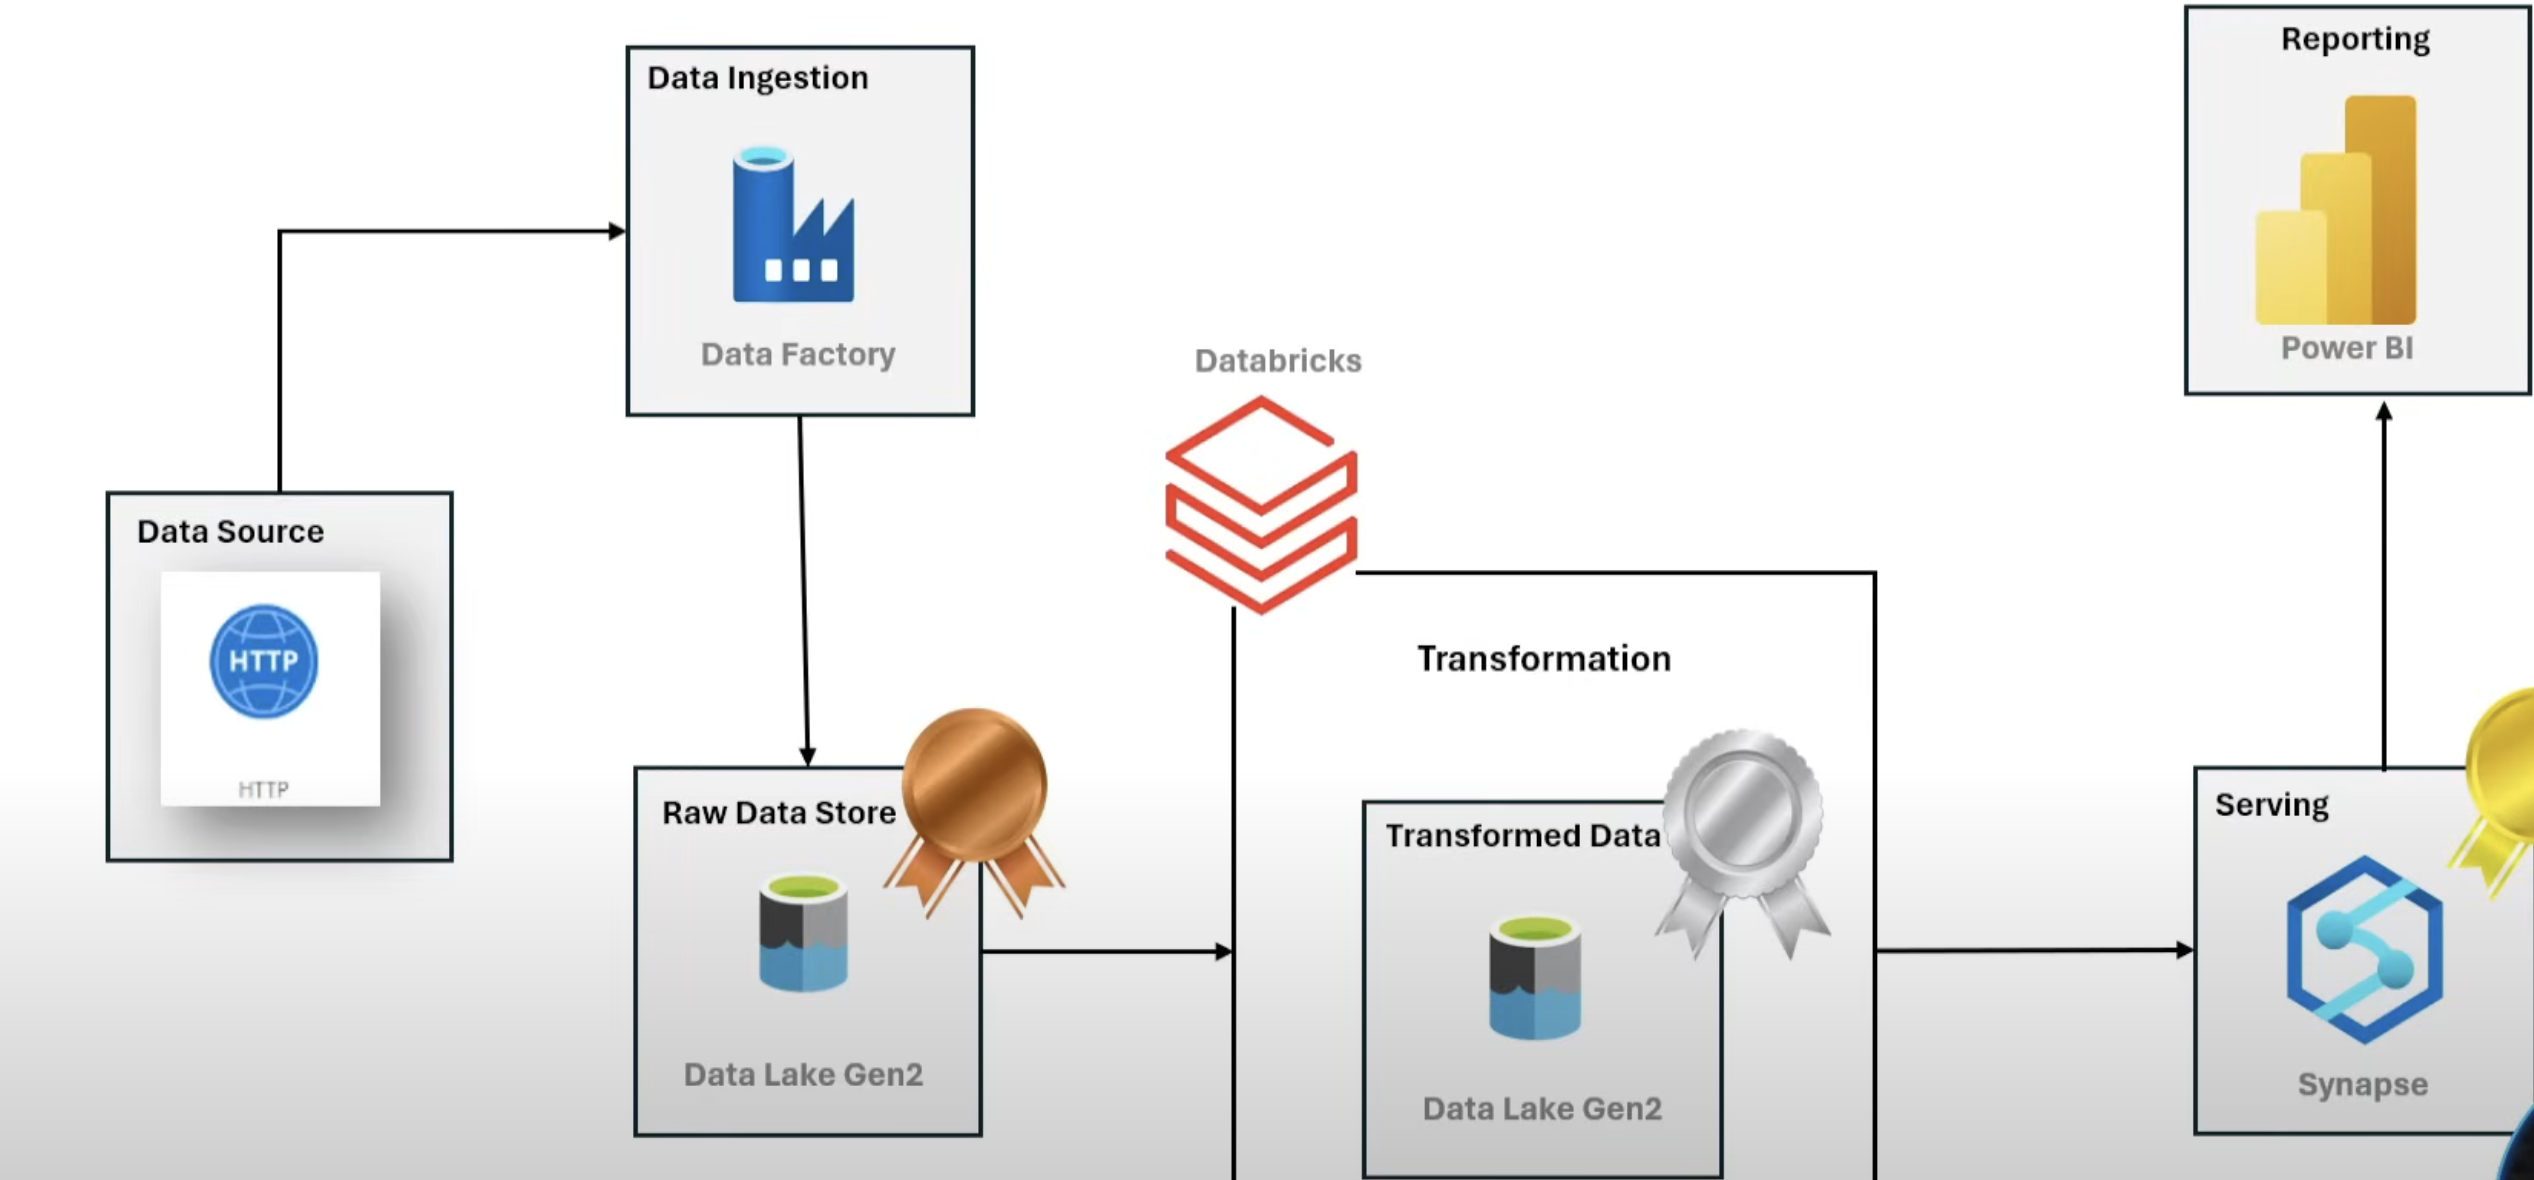 Data Source
HTTP
HTTP
Data Ingestion
Data Factory
Raw Data Store
Data Lake Gen2
Databricks
Transformation
Transformed Data
Data Lake Gen2
Serving
Synapse
Reporting
Power BI